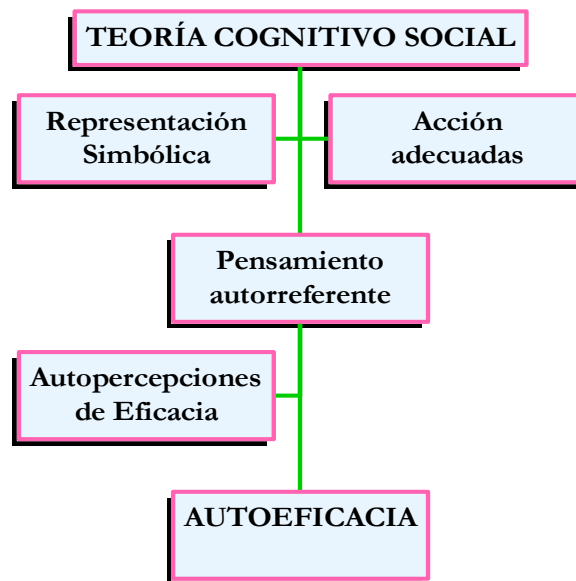 TEORÍA COGNITIVO SOCIAL
Representación
Simbólica
Acción
adecuadas
Pensamiento
autorreferente
Autopercepciones
de Eficacia
AUTOEFICACIA